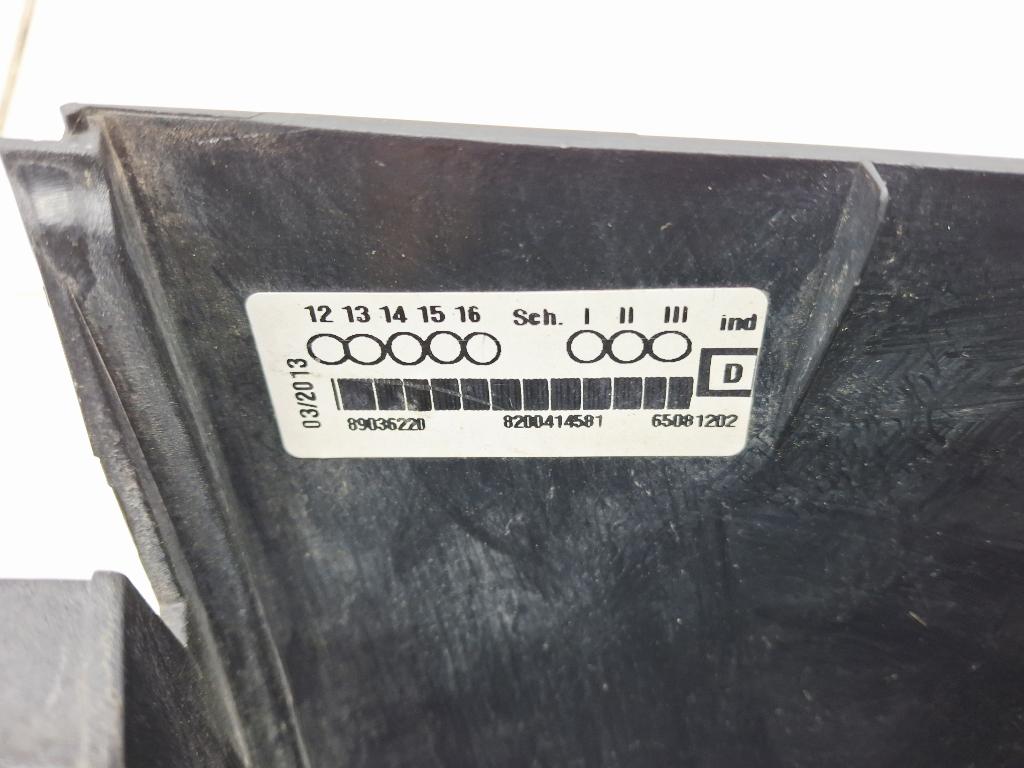 12 13 14 15 16 Sch. I II III ind
D
03/2013
89036220 8200414581 65081202